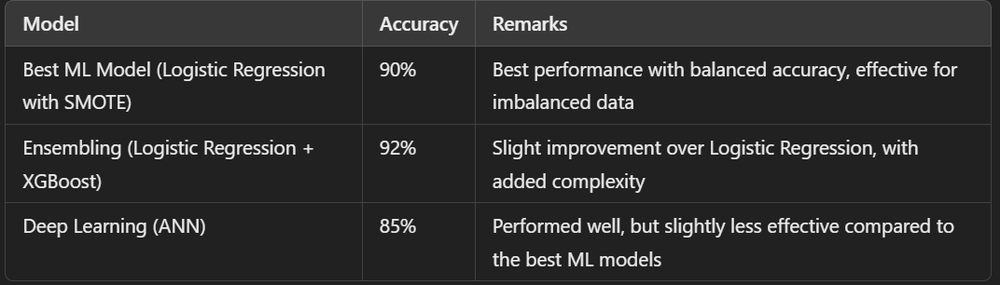 Model Accuracy Remarks
Best ML Model (Logistic Regression 90% Best performance with balanced accuracy, effective for
with SMOTE) imbalanced data
Ensembling (Logistic Regression + 92% Slight improvement over Logistic Regression, with
XGBoost) added complexity
Deep Learning (ANN) 85% Performed well, but slightly less effective compared to
the best ML models